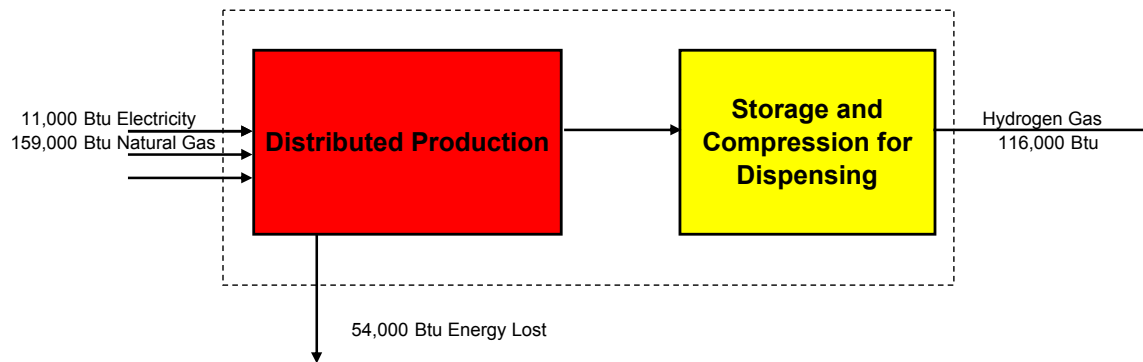 11,000 Btu Electricity
159,000 Btu Natural Gas
Distributed Production
Storage and
Compression for
Dispensing
Hydrogen Gas
116,000 Btu
54,000 Btu Energy Lost